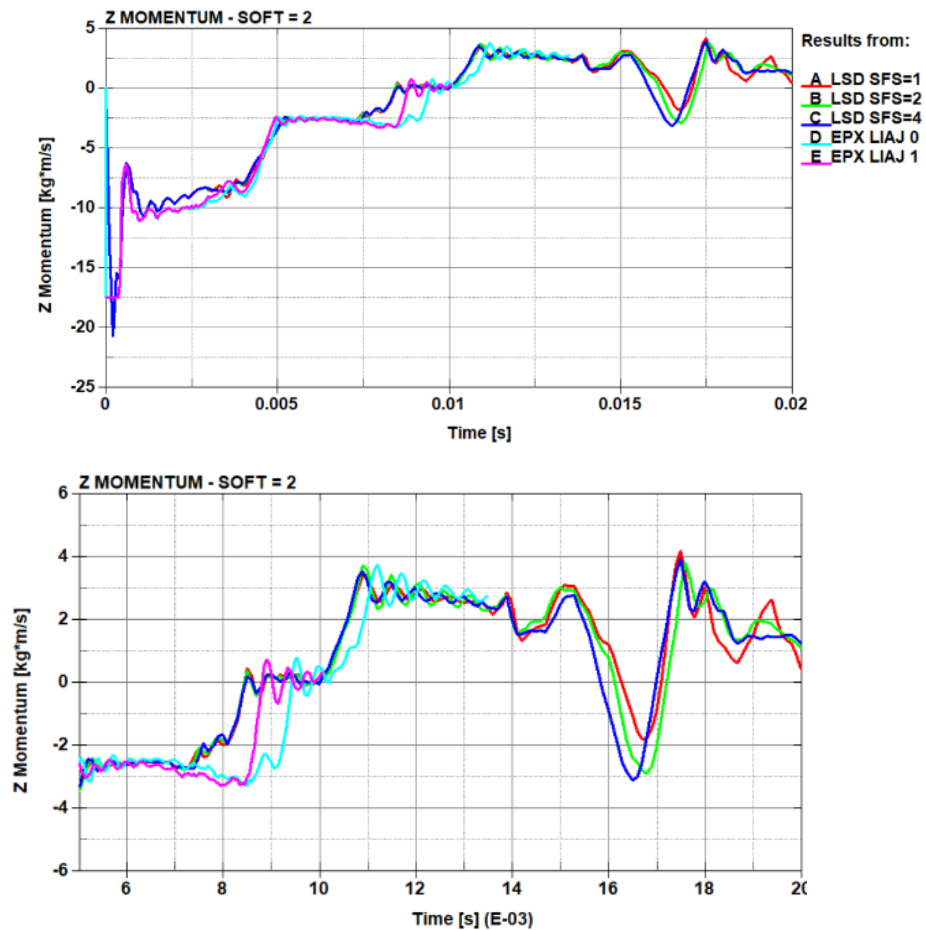 Z MOMENTUM - SOFT = 2
5
0
-5
-10
-15
-20
-25
Z Momentum [kg*m/s]
0
0.005
0.01
0.015
0.02
Time [s]
Results from:
A LSD SFS=1
B LSD SFS=2
C LSD SFS=4
D EPX LIAJ 0
E EPX LIAJ 1
Z MOMENTUM - SOFT = 2
6
4
2
0
-2
-4
-6
Z Momentum [kg*m/s]
6
8
10
12
14
16
18
20
Time [s] (E-03)